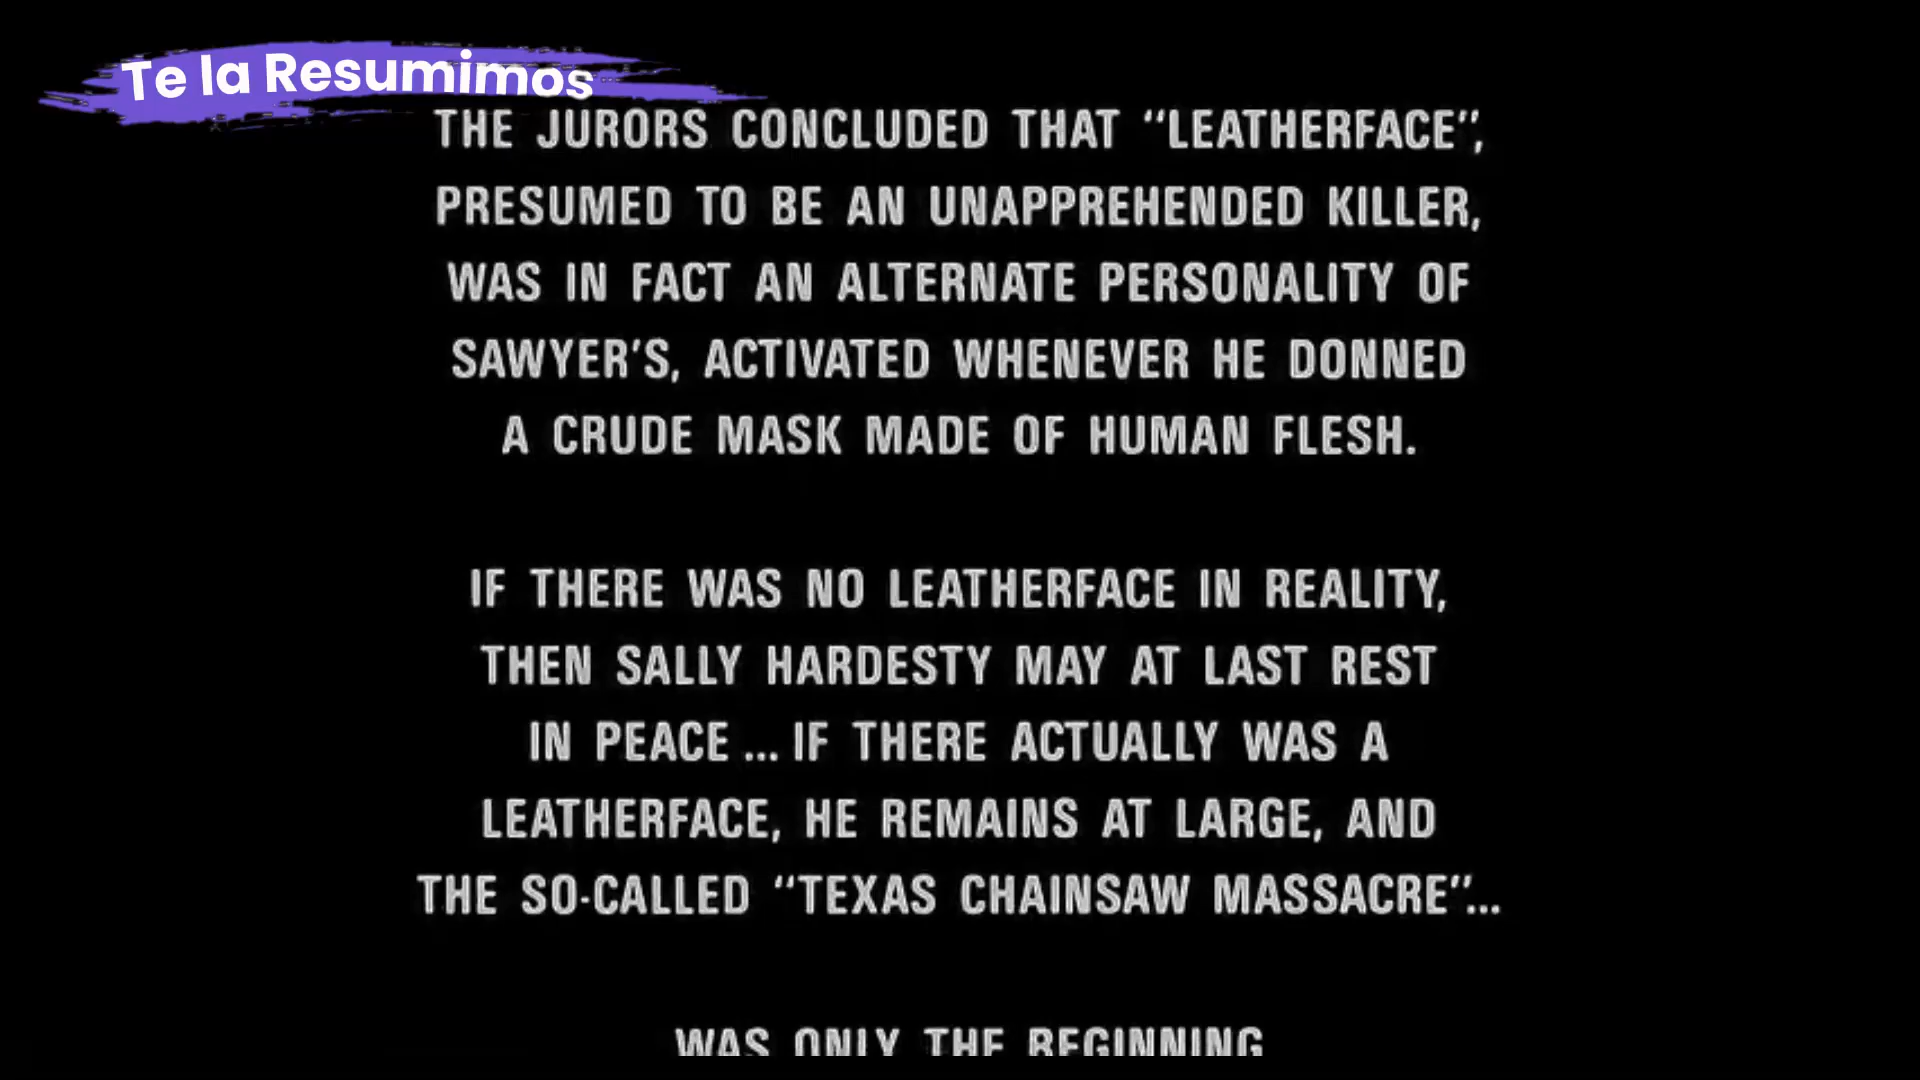 Te la Resumimos
THE JURORS CONCLUDED THAT “LEATHERFACE”,
PRESUMED TO BE AN UNAPPREHENDED KILLER,
WAS IN FACT AN ALTERNATE PERSONALITY OF
SAWYER’S, ACTIVATED WHENEVER HE DONNED
A CRUDE MASK MADE OF HUMAN FLESH.
IF THERE WAS NO LEATHERFACE IN REALITY,
THEN SALLY HARDESTY MAY AT LAST REST
IN PEACE ... IF THERE ACTUALLY WAS A
LEATHERFACE, HE REMAINS AT LARGE, AND
THE SO-CALLED “TEXAS CHAINSAW MASSACRE”...
WAS ONLY THE BEGINNING